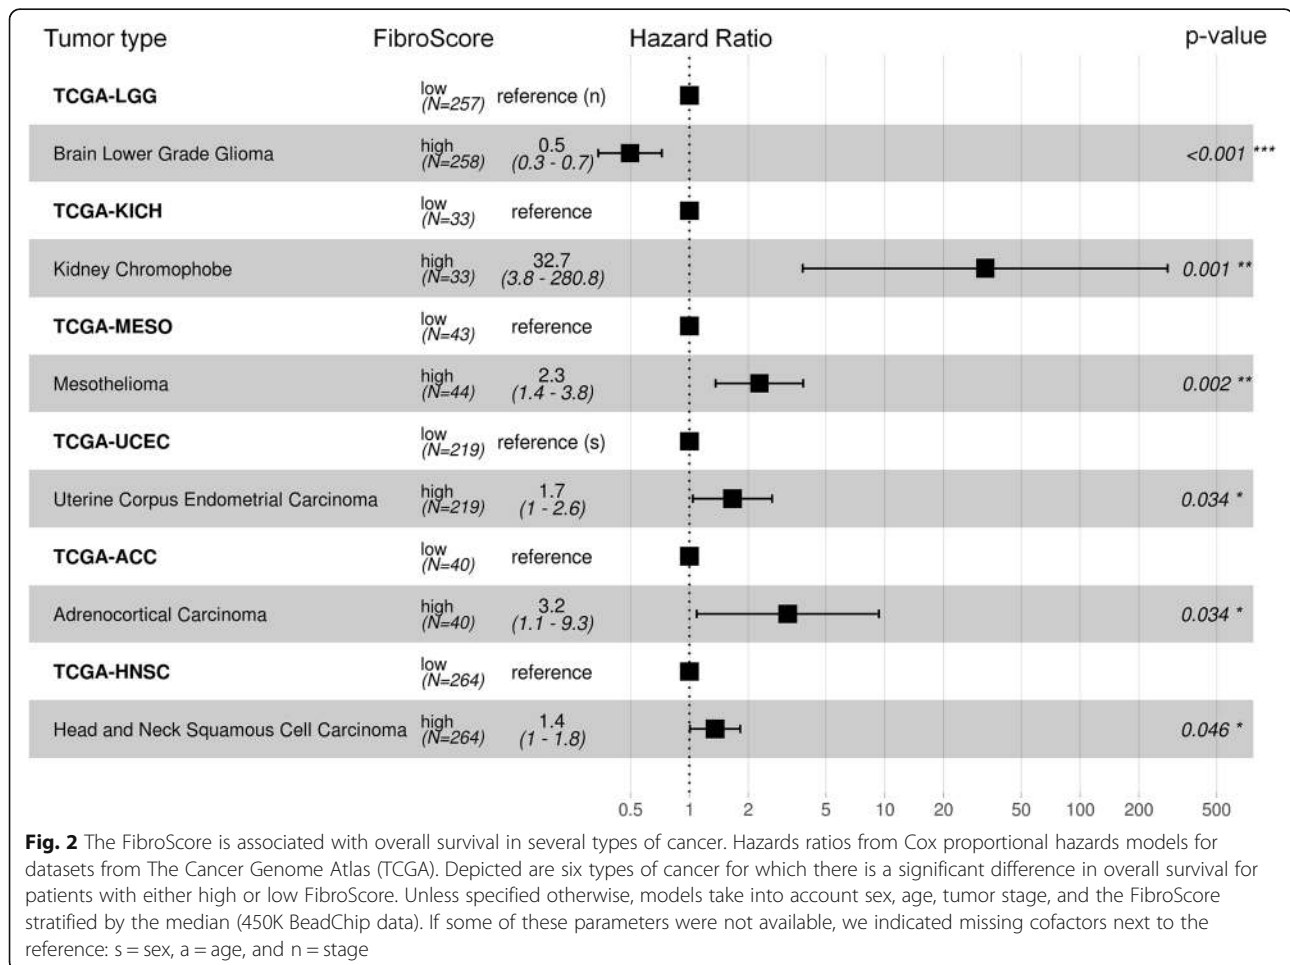 Tumor type FibroScore Hazard Ratio p-value
TCGA-LGG low (N=257) reference (n)
Brain Lower Grade Glioma high (N=258) 0.5 (0.3 - 0.7) <0.001 ***
TCGA-KICH low (N=33) reference
Kidney Chromophobe high (N=33) 32.7 (3.8 - 280.8) 0.001 **
TCGA-MESO low (N=43) reference
Mesothelioma high (N=44) 2.3 (1.4 - 3.8) 0.002 **
TCGA-UCEC low (N=219) reference (s)
Uterine Corpus Endometrial Carcinoma high (N=219) 1.7 (1 - 2.6) 0.034 *
TCGA-ACC low (N=40) reference
Adrenocortical Carcinoma high (N=40) 3.2 (1.1 - 9.3) 0.034 *
TCGA-HNSC low (N=264) reference
Head and Neck Squamous Cell Carcinoma high (N=264) 1.4 (1 - 1.8) 0.046 *
0.5 1 2 5 10 20 50 100 200 500
Fig. 2 The FibroScore is associated with overall survival in several types of cancer. Hazards ratios from Cox proportional hazards models for
datasets from The Cancer Genome Atlas (TCGA). Depicted are six types of cancer for which there is a significant difference in overall survival for
patients with either high or low FibroScore. Unless specified otherwise, models take into account sex, age, tumor stage, and the FibroScore
stratified by the median (450K BeadChip data). If some of these parameters were not available, we indicated missing cofactors next to the
reference: s = sex, a = age, and n = stage